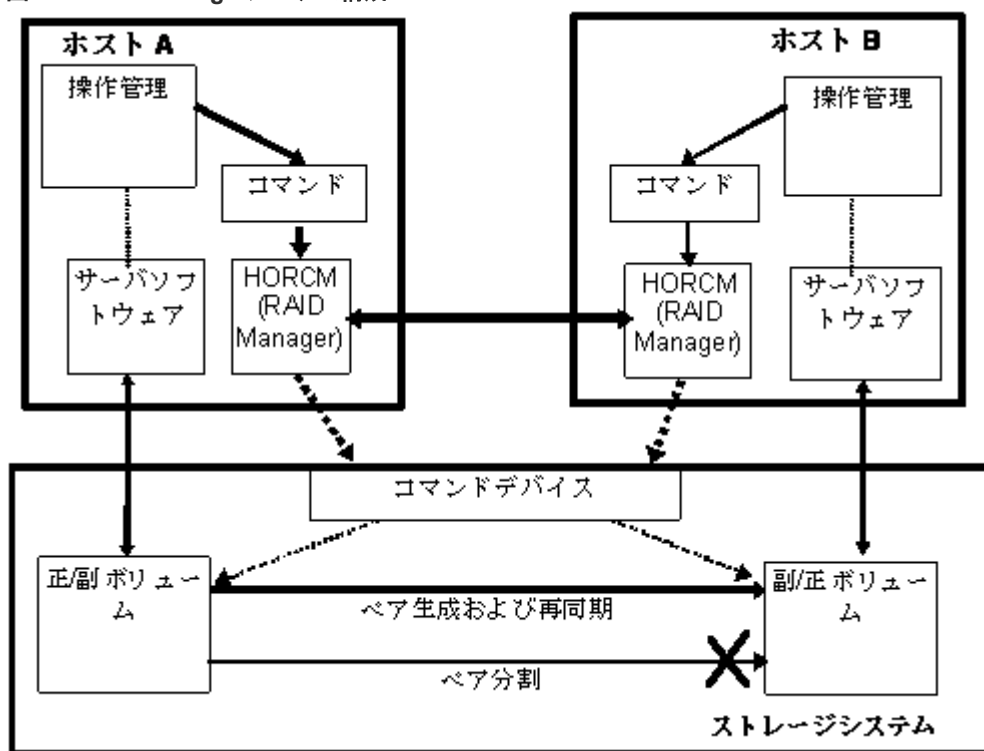 ホスト A
操作管理
コマンド
サーバソフ
トウェア
HORCM
(RAID
Manager)
ホスト B
操作管理
コマンド
HORCM
(RAID
Manager)
サーバソフ
トウェア
コマンドデバイス
正/副 ボリュー
ム
ペア生成および再同期
ペア分割
副/正 ボリュー
ム
ストレージシステム